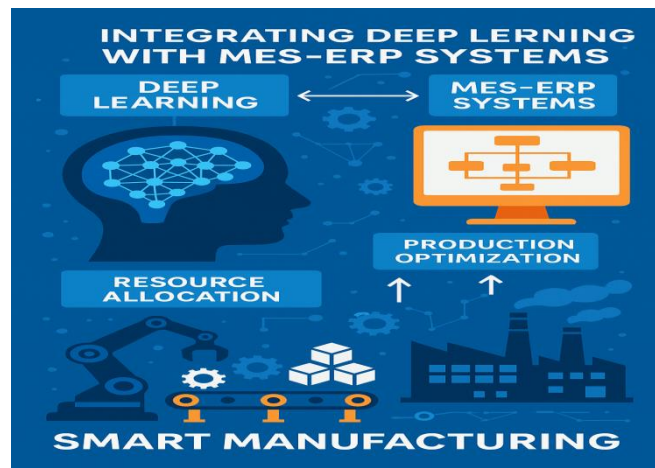 INTEGRATING DEEP LERNING
WITH MES-ERP SYSTEMS
DEEP
LEARNING
MES-ERP
SYSTEMS
PRODUCTION
OPTIMIZATION
RESOURCE
ALLOCATION
SMART MANUFACTURING